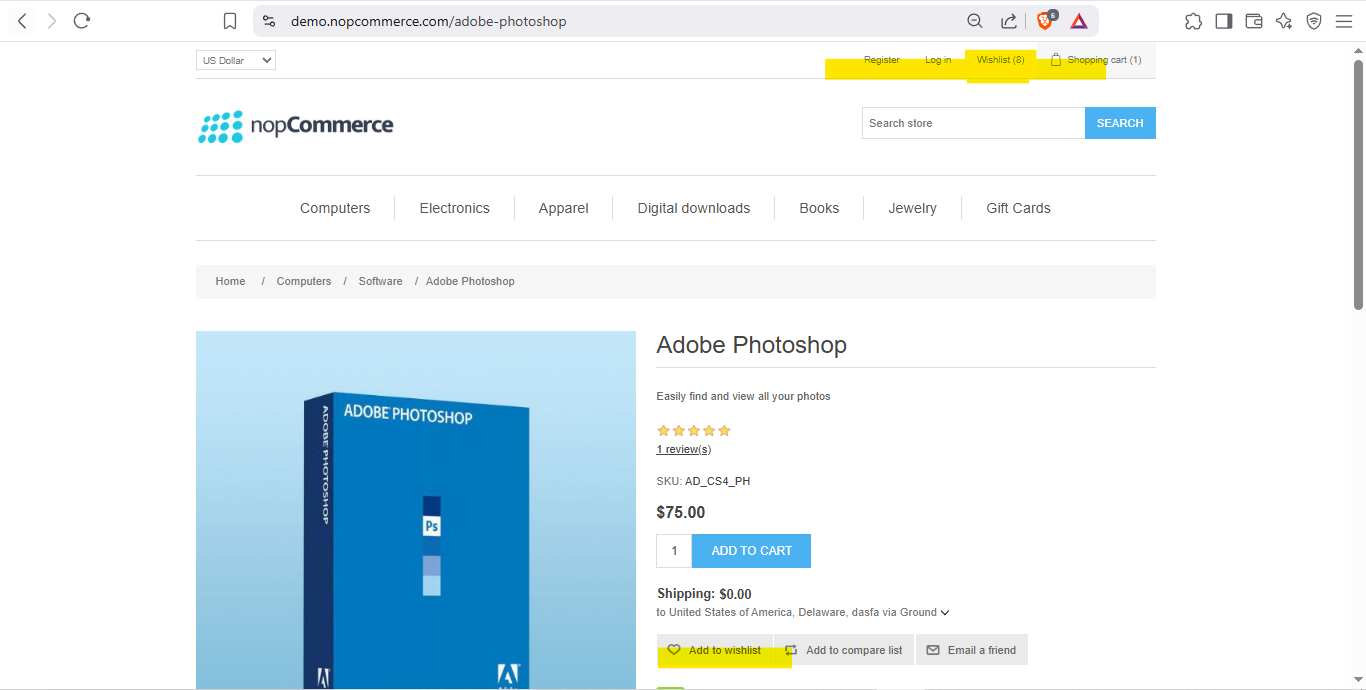 demo.nopcommerce.com/adobe-photoshop
6
US Dollar
Register Log in Wishlist (8) Shopping cart (1)
nopCommerce
Search store SEARCH
Computers Electronics Apparel Digital downloads Books Jewelry Gift Cards
Home / Computers / Software / Adobe Photoshop
ADOBE PHOTOSHOP
ADOBE PHOTOSHOP
Ps
Adobe Photoshop
Easily find and view all your photos
1 review(s)
SKU: AD_CS4_PH
$75.00
1 ADD TO CART
Shipping: $0.00
to United States of America, Delaware, dasfa via Ground
Add to wishlist Add to compare list Email a friend